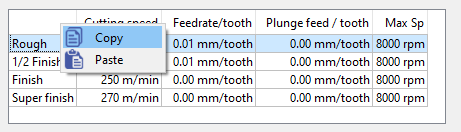 Cutting speed Feedrate/tooth Plunge feed / tooth Max Sp
Rough Copy 0.01 mm/tooth 0.00 mm/tooth 8000 rpm
1/2 Finish Paste 0.01 mm/tooth 0.00 mm/tooth 8000 rpm
Finish 250 m/min 0.00 mm/tooth 0.00 mm/tooth 8000 rpm
Super finish 270 m/min 0.00 mm/tooth 0.00 mm/tooth 8000 rpm